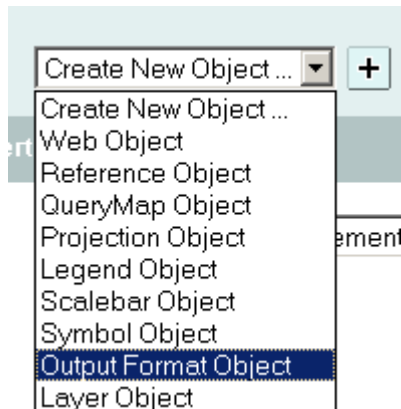 Create New Object ... +
Create New Object ...
Web Object
Reference Object
QueryMap Object
Projection Object
Legend Object
Scalebar Object
Symbol Object
Output Format Object
Layer Object